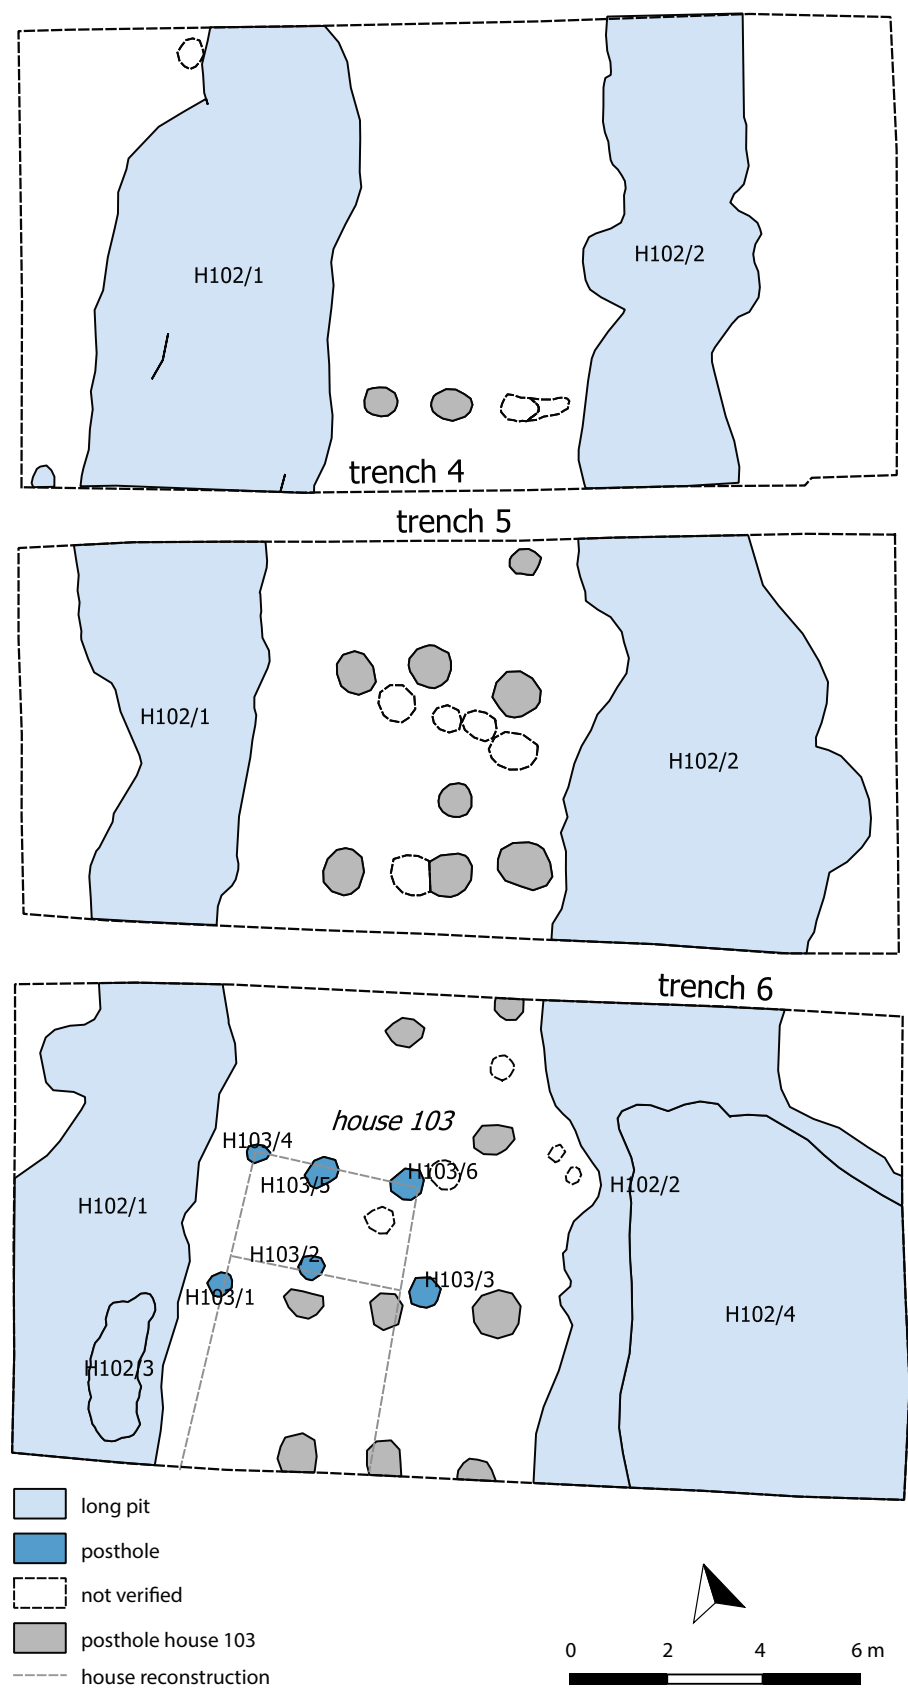 H102/1
H102/2
trench 4
trench 5
H102/1
H102/2
trench 6
house 103
H103/4
H103/6
H103/5
H102/2
H102/1
H103/2
H103/3
H103/1
H102/4
H102/3
long pit
posthole
not verified
posthole house 103
house reconstruction
0 2 4 6 m